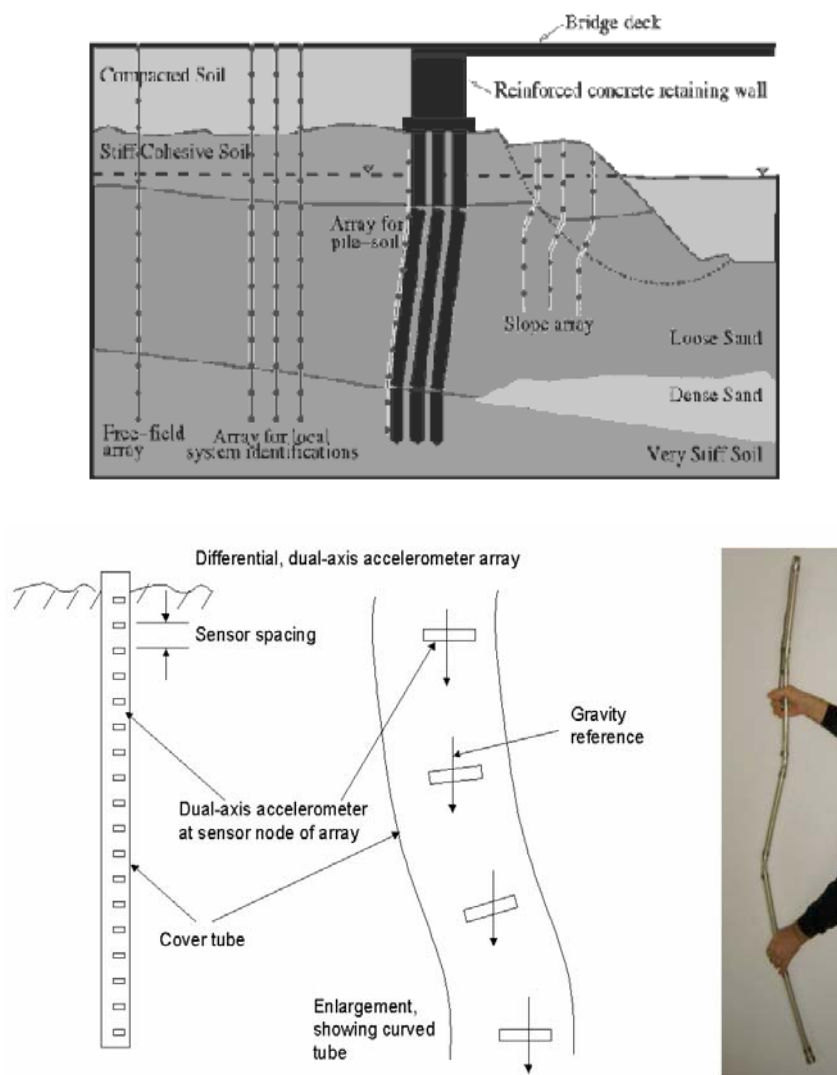 Bridge deck
Compacted Soil
Reinforced concrete retaining wall
Stiff Cohesive Soil
Array for
pile-soil
Slope array
Loose Sand
Dense Sand
Free-field
array
Array for local
system identifications
Very Stiff Soil
Differential, dual-axis accelerometer array
Sensor spacing
Gravity
reference
Dual-axis accelerometer
at sensor node of array
Cover tube
Enlargement,
showing curved
tube